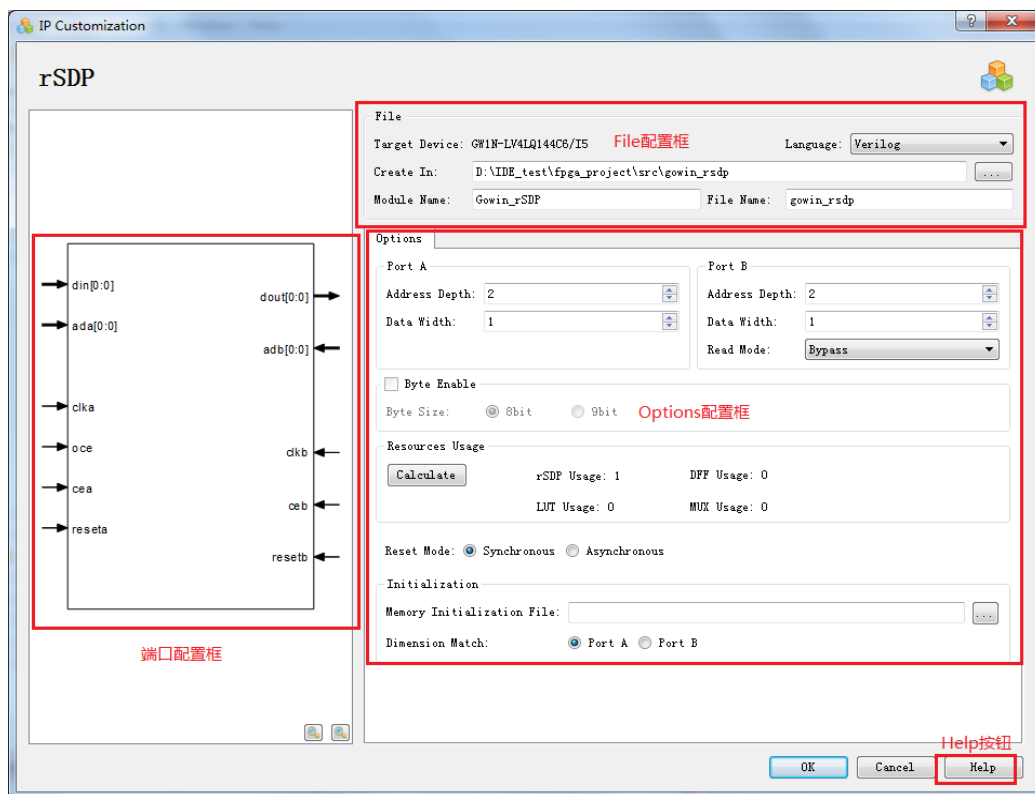 IP Customization
rSDP
File
Target Device: GW1N-LV4LQ144C6/I5
File配置框
Language: Verilog
Create In: D:\IDE_test\fpga_project\src\gowin_rsdp ...
Module Name: Gowin_rSDP
File Name: gowin_rsdp
Options
Port A
Address Depth: 2
Data Width: 1
Port B
Address Depth: 2
Data Width: 1
Read Mode: Bypass
Byte Enable
Byte Size: 8bit 9bit
Options配置框
Resources Usage
Calculate
rSDP Usage: 1 DFF Usage: 0
LUT Usage: 0 MUX Usage: 0
Reset Mode: Synchronous Asynchronous
Initialization
Memory Initialization File: ...
Dimension Match: Port A Port B
din[0:0]
dout[0:0]
ada[0:0]
adb[0:0]
clka
oce
clkb
cea
ceb
reseta
resetb
端口配置框
Help按钮
OK Cancel Help